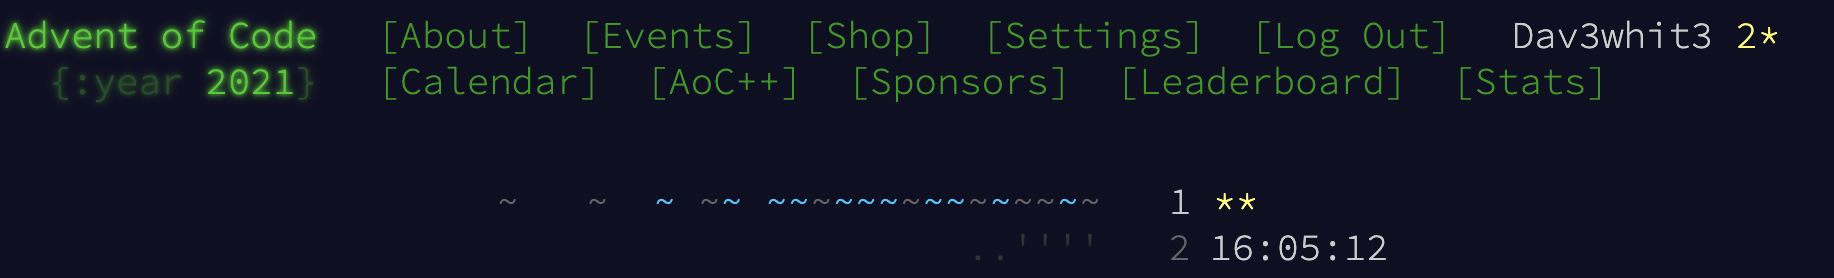 Advent of Code [About] [Events] [Shop] [Settings] [Log Out] Dav3whit3 2*
{:year 2021} [Calendar] [AoC++] [Sponsors] [Leaderboard] [Stats]
~   ~  ~ ~~ ~~~~~~~~~~~~~~~ 1 **
..'''' 2 16:05:12